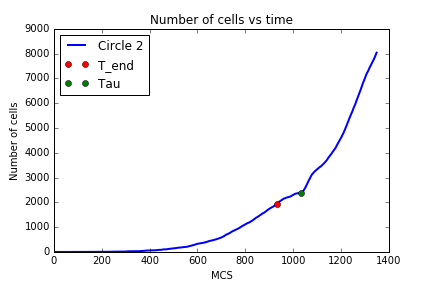 Number of cells vs time
9000
8000
7000
6000
5000
4000
3000
2000
1000
0
Number of cells
Circle 2
T_end
Tau
0 200 400 600 800 1000 1200 1400
MCS